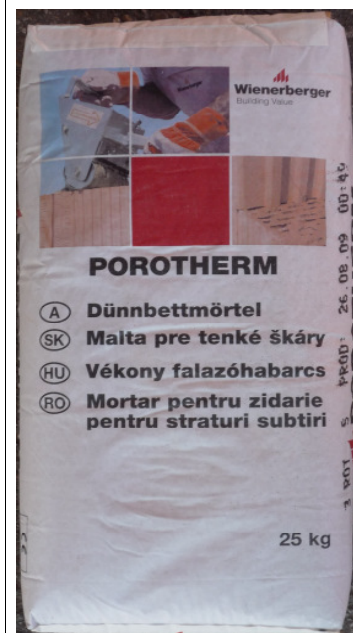 Wienerberger
Building Value
POROTHERM
A Dünnbettmörtel
SK Malta pre tenké škáry
HU Vékony falazóhabarcs
RO Mortar pentru zidarie
pentru straturi subtiri
25 kg
PROD: 26.08.09 00:49